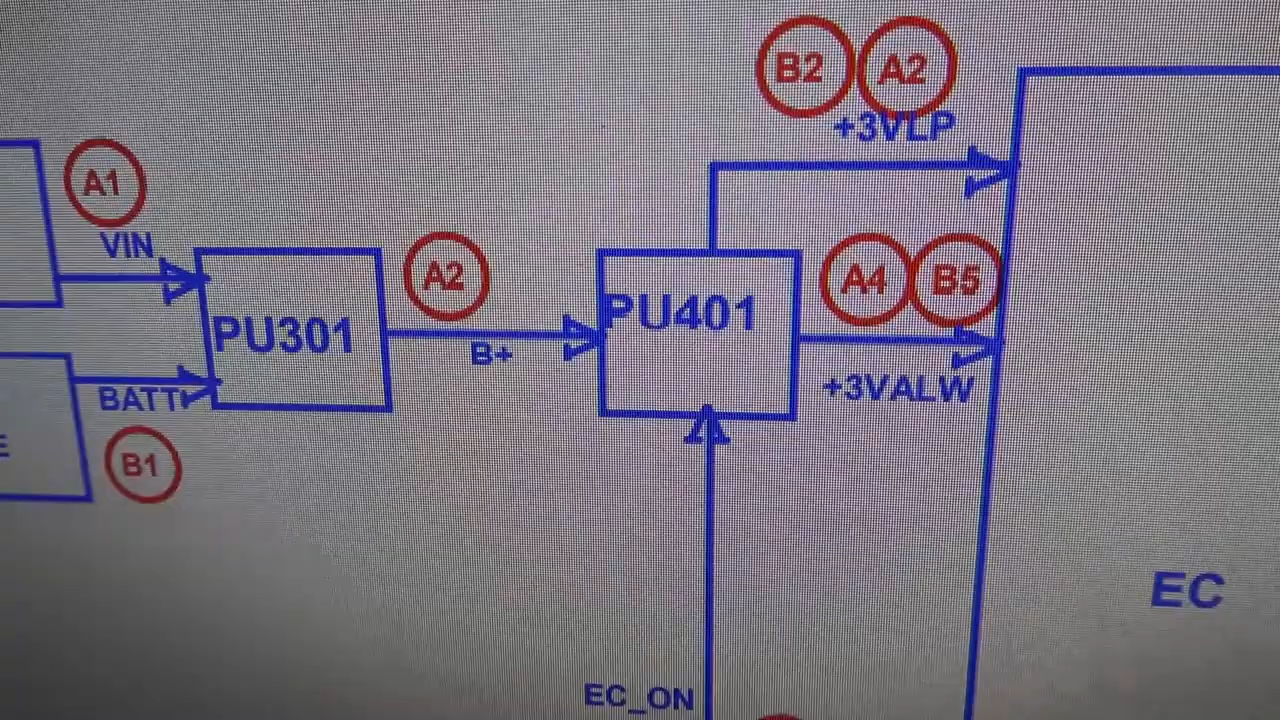 B2 A2
+3VLP
A1
VIN
A2
A4 B5
PU301
PU401
B+
+3VALW
BATT
B1
EC
EC_ON